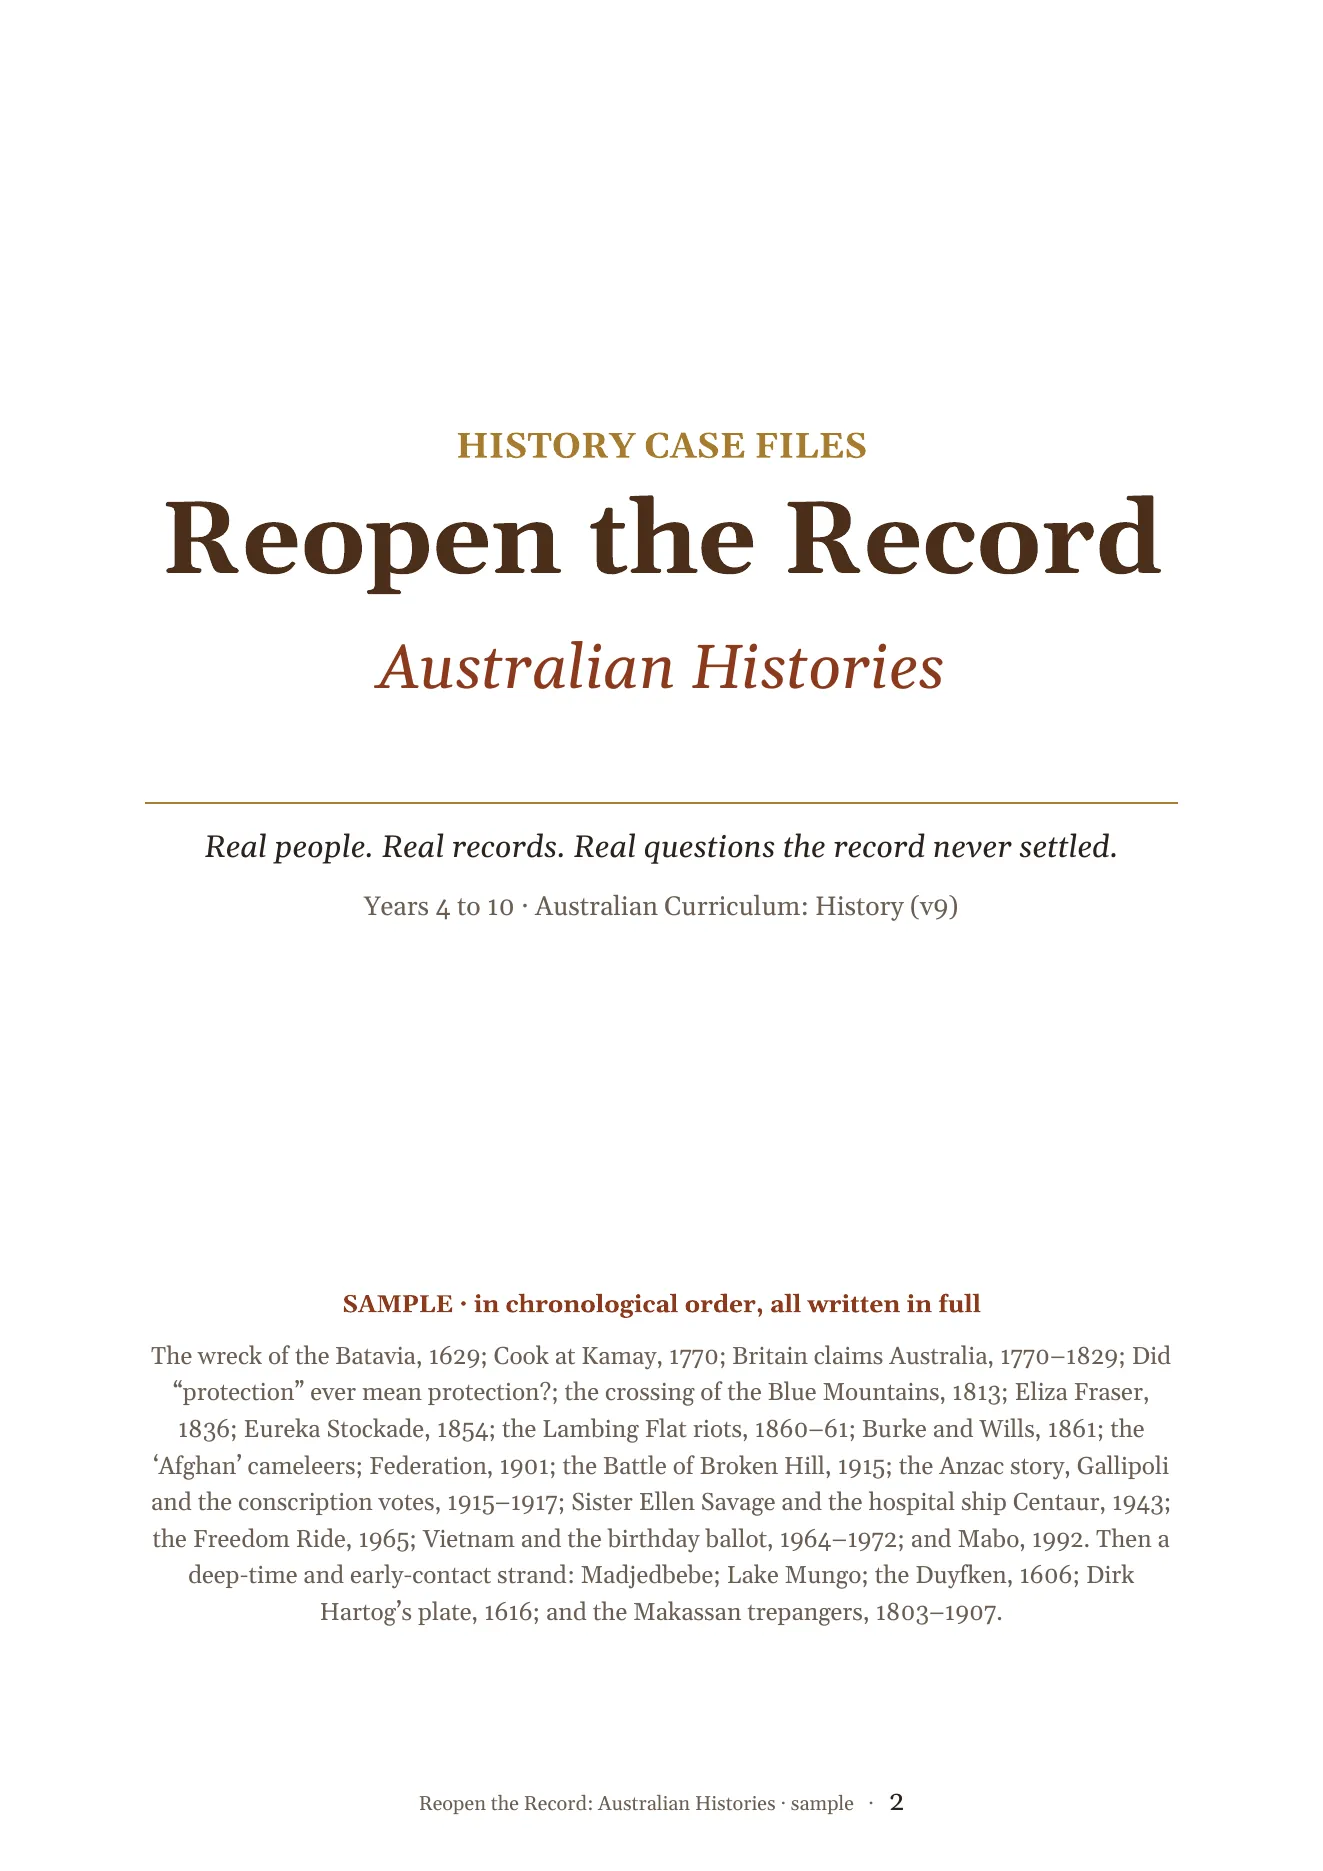 HISTORY CASE FILES
Reopen the Record
Australian Histories
Real people. Real records. Real questions the record never settled.
Years 4 to 10 · Australian Curriculum: History (v9)
SAMPLE · in chronological order, all written in full
The wreck of the Batavia, 1629; Cook at Kamay, 1770; Britain claims Australia, 1770–1829; Did
“protection” ever mean protection?; the crossing of the Blue Mountains, 1813; Eliza Fraser,
1836; Eureka Stockade, 1854; the Lambing Flat riots, 1860–61; Burke and Wills, 1861; the
‘Afghan’ cameleers; Federation, 1901; the Battle of Broken Hill, 1915; the Anzac story, Gallipoli
and the conscription votes, 1915–1917; Sister Ellen Savage and the hospital ship Centaur, 1943;
the Freedom Ride, 1965; Vietnam and the birthday ballot, 1964–1972; and Mabo, 1992. Then a
deep-time and early-contact strand: Madjedbebe; Lake Mungo; the Duyfken, 1606; Dirk
Hartog’s plate, 1616; and the Makassan trepangers, 1803–1907.
Reopen the Record: Australian Histories · sample · 2